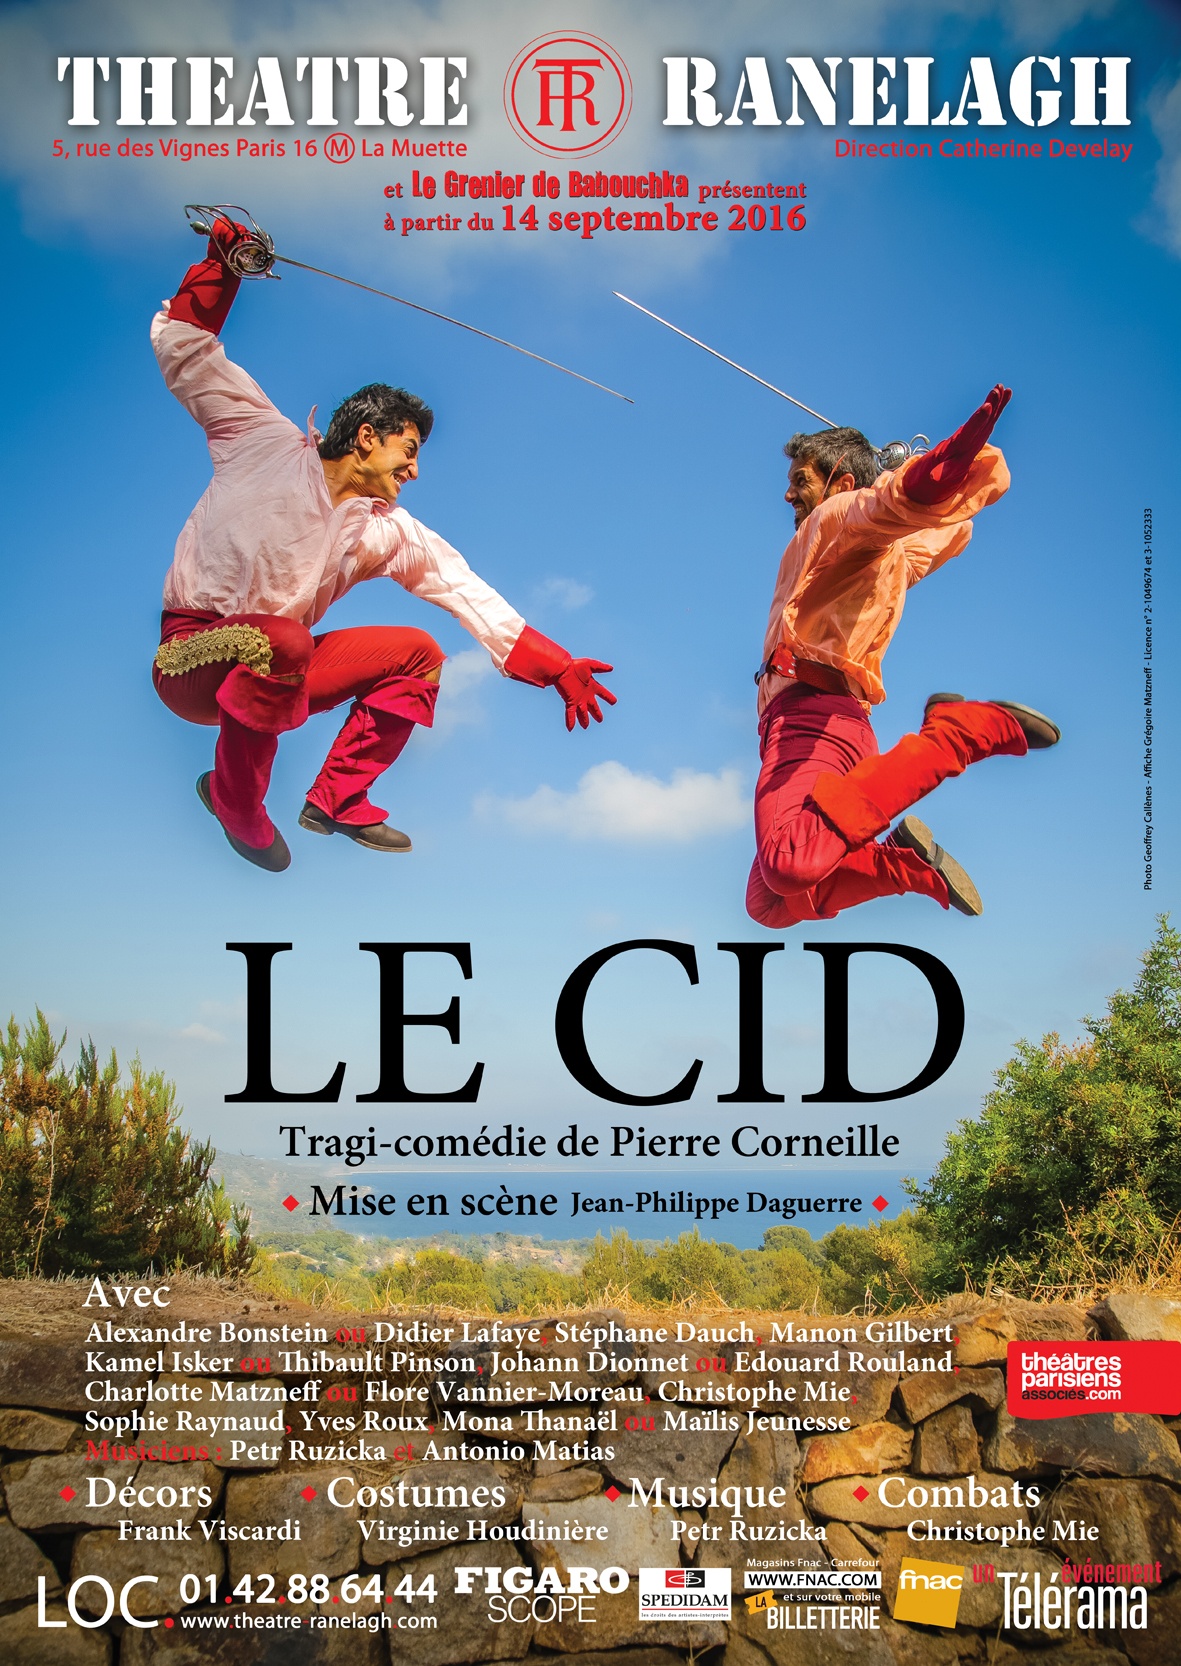 THEATRE TR RANELAGH
5, rue des Vignes Paris 16 M La Muette
Direction Catherine Develay
et Le Grenier de Babouchka présentent
à partir du 14 septembre 2016
Photo Geoffrey Callènes - Affiche Grégoire Matzneff - Licence n° 2-1049674 et 3-1052333
LE CID
Tragi-comédie de Pierre Corneille
Mise en scène Jean-Philippe Daguerre
Avec
Alexandre Bonstein ou Didier Lafaye, Stéphane Dauch, Manon Gilbert,
Kamel Isker ou Thibault Pinson, Johann Dionnet ou Edouard Rouland,
Charlotte Matzneff ou Flore Vannier-Moreau, Christophe Mie,
Sophie Raynaud, Yves Roux, Mona Thanaël ou Maïlis Jeunesse
Musiciens : Petr Ruzicka et Antonio Matias
théâtres
parisiens
associés.com
Décors Costumes Musique Combats
Frank Viscardi Virginie Houdinière Petr Ruzicka Christophe Mie
LOC. 01.42.88.64.44
www.theatre-ranelagh.com
FIGARO
SCOPE
SPEDIDAM
les droits des artistes-interprètes
Magasins Fnac - Carrefour
WWW.FNAC.COM
et sur votre mobile
LA BILLETTERIE
fnac
un événement
Télérama